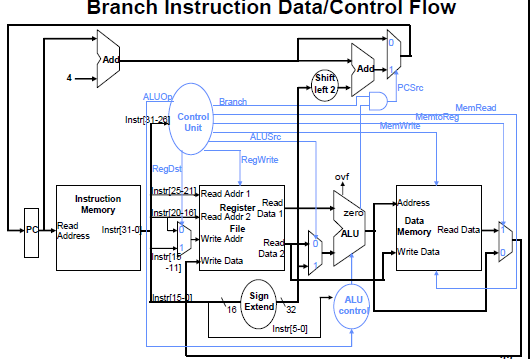 Branch Instruction Data/Control Flow
Add
4
Shift
left 2
Add
0
1
PCSrc
ALUOp
Branch
MemRead
MemtoReg
MemWrite
Instr[31-26]
Control
Unit
ALUSrc
RegWrite
RegDst
ovf
zero
ALU
Instruction
Memory
PC
Read
Address
Instr[31-0]
Instr[25-21]
Instr[20-16]
Instr[15
-11]
0
1
Read Addr 1
Register
Read Addr 2
File
Write Addr
Write Data
Read
Data 1
Read
Data 2
0
1
Address
Data
Memory
Read Data
Write Data
1
0
Instr[15-0]
16
Sign
Extend
32
ALU
control
Instr[5-0]